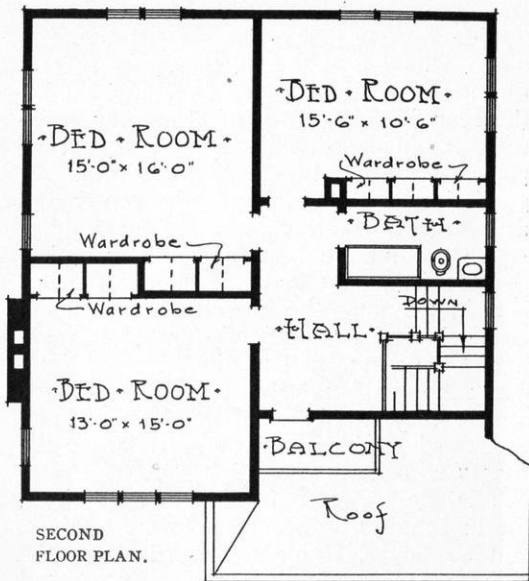 ·BED·ROOM·
15'-0" × 16'-0"
·BED·ROOM·
15'-6" × 10'-6"
Wardrobe
·BATH·
Wardrobe
Wardrobe
DOWN
·HALL·
·BED·ROOM·
13'-0" × 15'-0"
·BALCONY
Roof
SECOND
FLOOR PLAN.